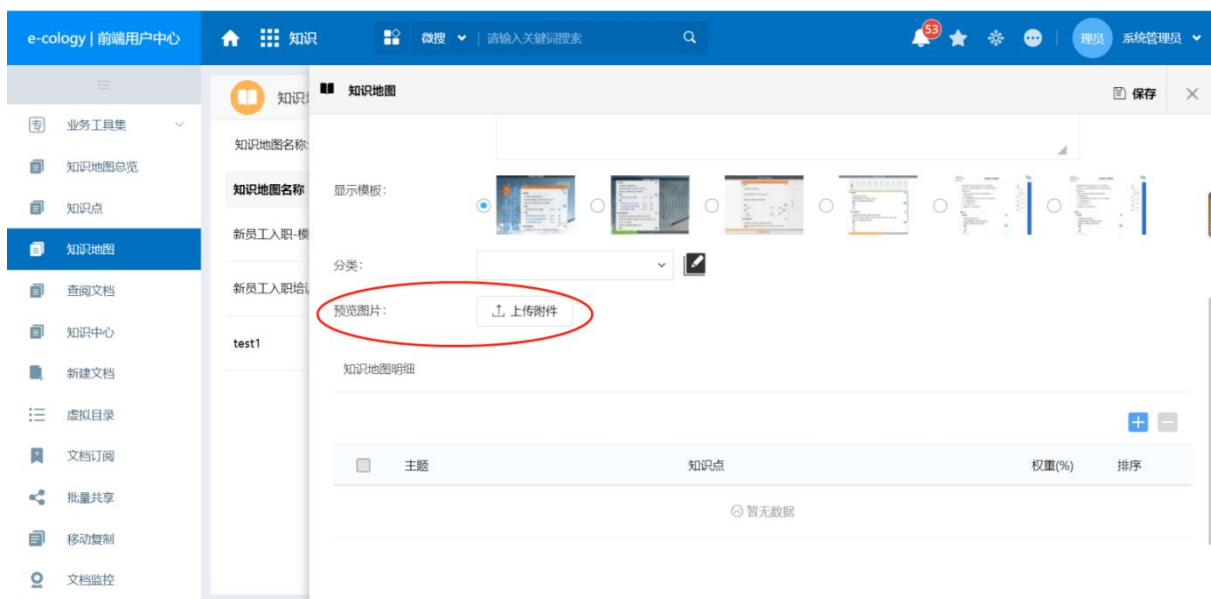 e-cology | 前端用户中心
知识
微搜
请输入关键词搜索
53
理员
系统管理员
业务工具集
知识地图总览
知识点
知识地图
查阅文档
知识中心
新建文档
虚拟目录
文档订阅
批量共享
移动复制
文档监控
知识
知识地图名称:
知识地图名称
新员工入职-模
新员工入职培
test1
知识地图
保存
显示模板:
分类:
预览图片:
上传附件
知识地图明细
主题
知识点
权重(%)
排序
暂无数据